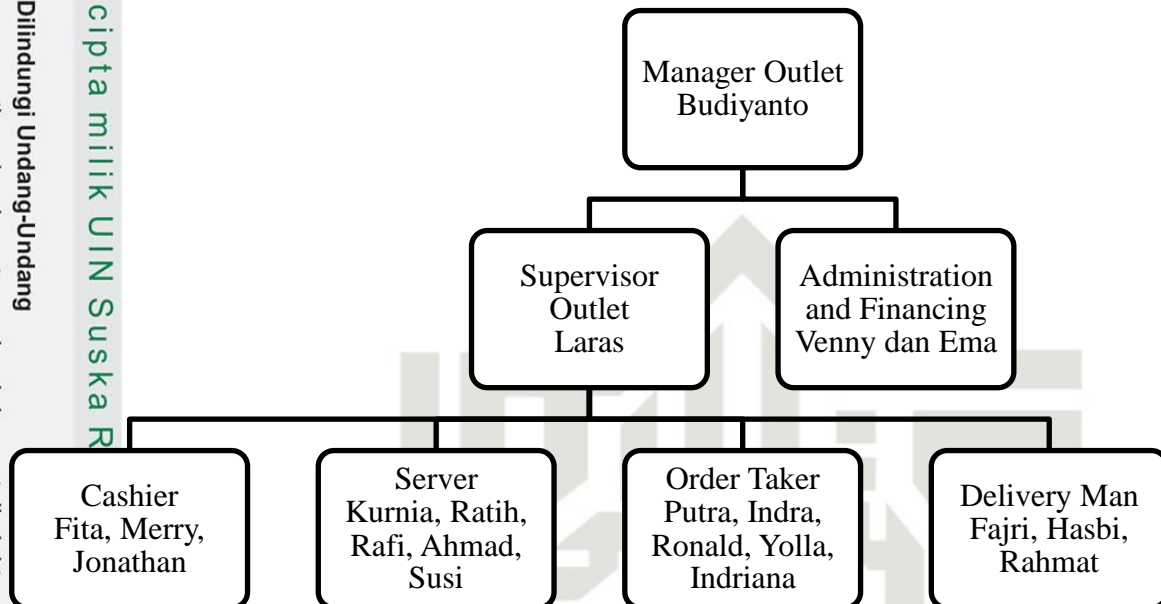 cipta milik UIN Suska R
Dilindungi Undang-Undang
Manager Outlet
Budiyanto
Supervisor
Outlet
Laras
Administration
and Financing
Venny dan Ema
Cashier
Fita, Merry,
Jonathan
Server
Kurnia, Ratih,
Rafi, Ahmad,
Susi
Order Taker
Putra, Indra,
Ronald, Yolla,
Indriana
Delivery Man
Fajri, Hasbi,
Rahmat